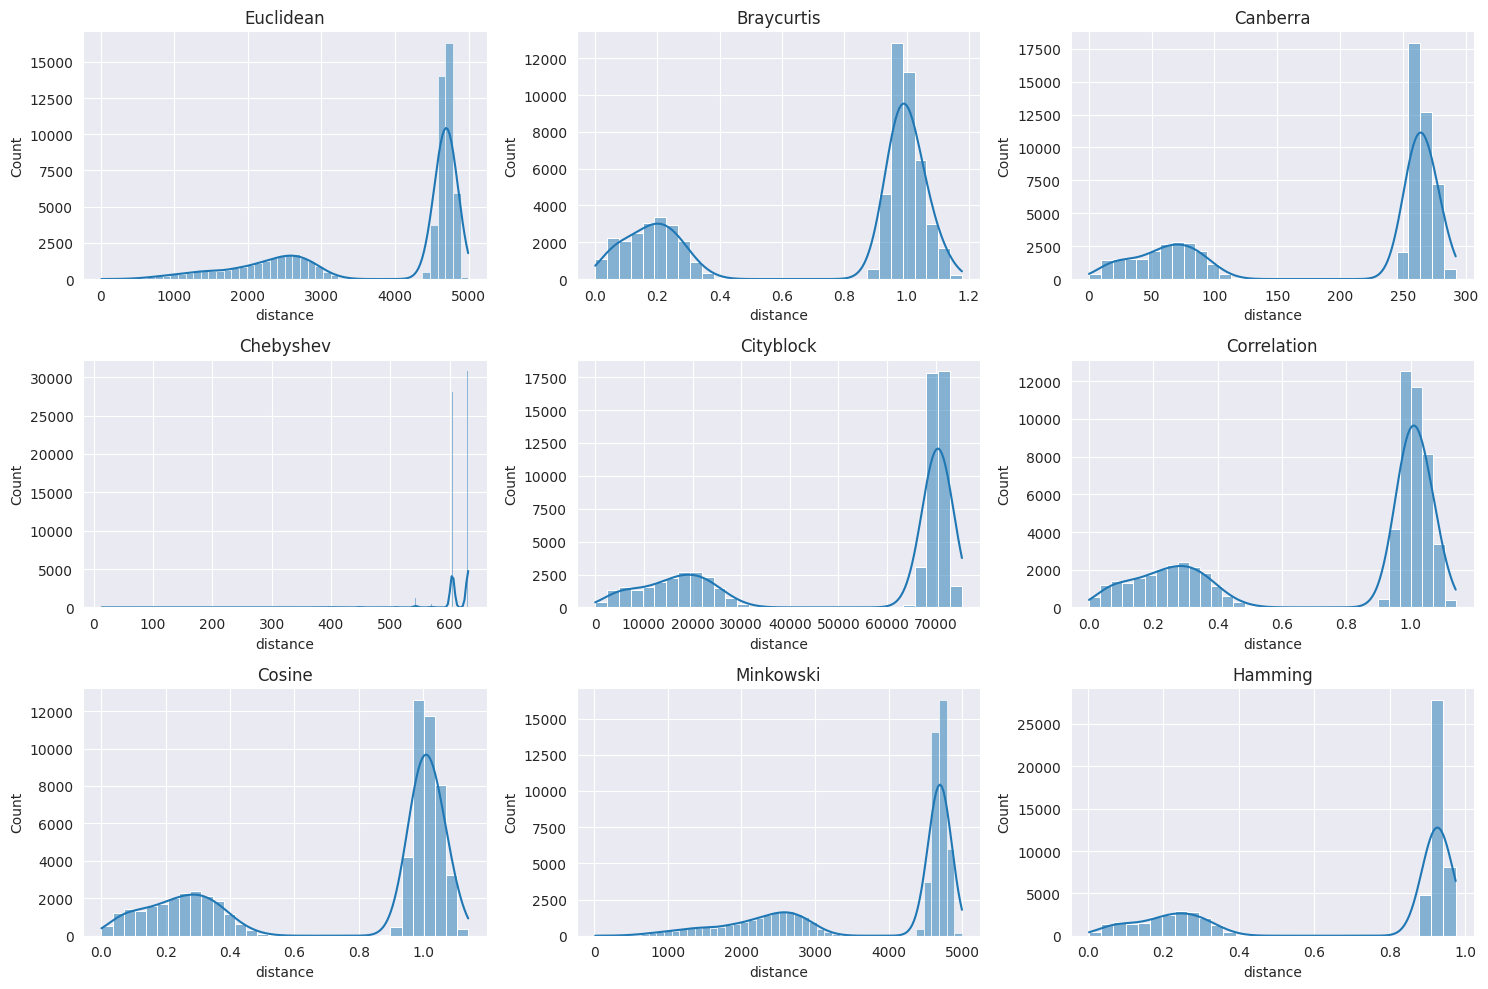 Euclidean
Count
15000
12500
10000
7500
5000
2500
0
0 1000 2000 3000 4000 5000
distance
Braycurtis
Count
12000
10000
8000
6000
4000
2000
0
0.0 0.2 0.4 0.6 0.8 1.0 1.2
distance
Canberra
Count
17500
15000
12500
10000
7500
5000
2500
0
0 50 100 150 200 250 300
distance
Chebyshev
Count
30000
25000
20000
15000
10000
5000
0
0 100 200 300 400 500 600
distance
Cityblock
Count
17500
15000
12500
10000
7500
5000
2500
0
0 10000 20000 30000 40000 50000 60000 70000
distance
Correlation
Count
12000
10000
8000
6000
4000
2000
0
0.0 0.2 0.4 0.6 0.8 1.0
distance
Cosine
Count
12000
10000
8000
6000
4000
2000
0
0.0 0.2 0.4 0.6 0.8 1.0
distance
Minkowski
Count
15000
12500
10000
7500
5000
2500
0
0 1000 2000 3000 4000 5000
distance
Hamming
Count
25000
20000
15000
10000
5000
0
0.0 0.2 0.4 0.6 0.8 1.0
distance